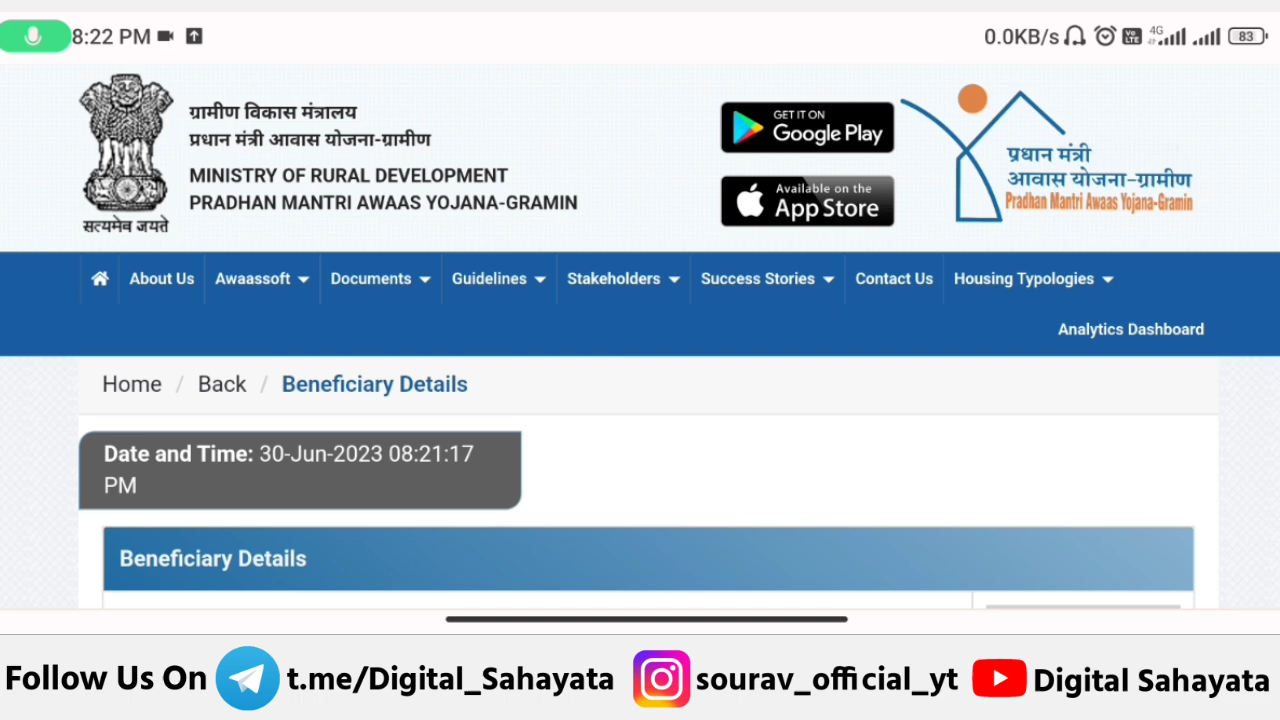 8:22 PM
0.0KB/s
VoLTE
4G
83
ग्रामीण विकास मंत्रालय
प्रधान मंत्री आवास योजना-ग्रामीण
MINISTRY OF RURAL DEVELOPMENT
PRADHAN MANTRI AWAAS YOJANA-GRAMIN
सत्यमेव जयते
GET IT ON
Google Play
Available on the
App Store
प्रधान मंत्री
आवास योजना-ग्रामीण
Pradhan Mantri Awaas Yojana-Gramin
About Us Awaassoft Documents Guidelines Stakeholders Success Stories Contact Us Housing Typologies
Analytics Dashboard
Home / Back / Beneficiary Details
Date and Time: 30-Jun-2023 08:21:17
PM
Beneficiary Details
Follow Us On t.me/Digital_Sahayata sourav_official_yt Digital Sahayata